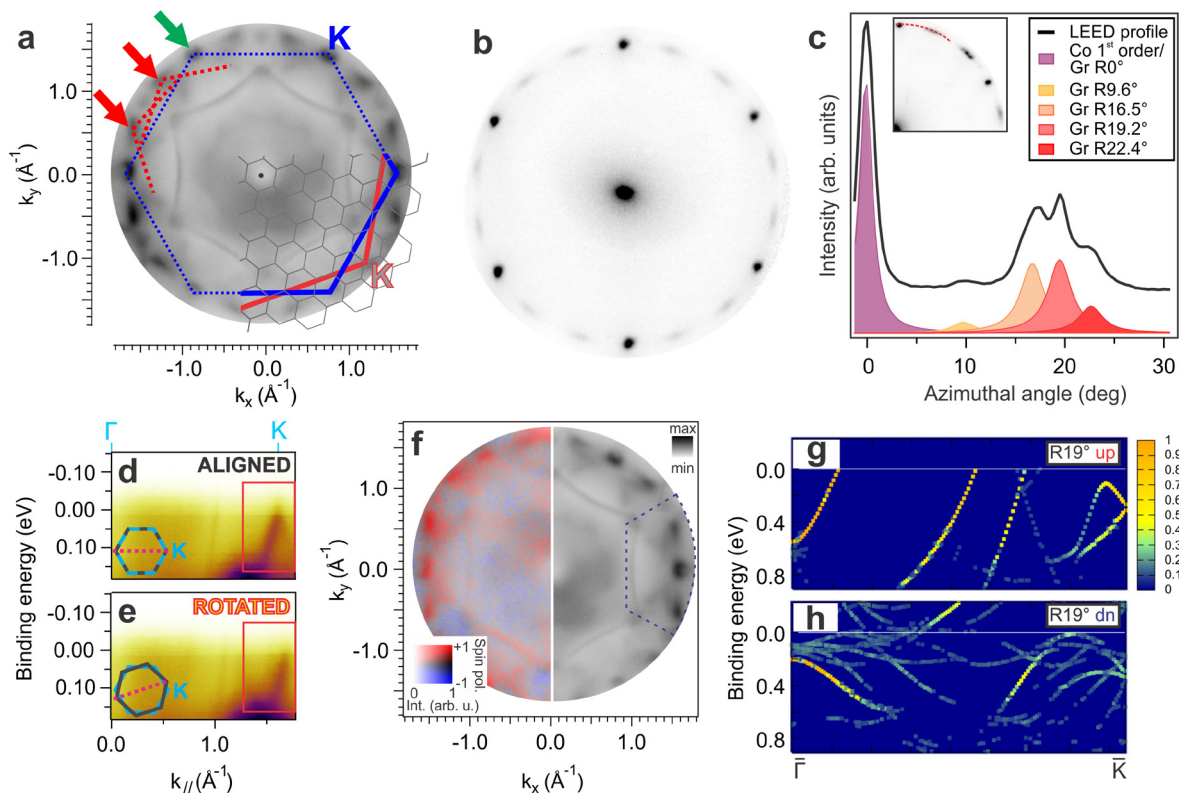 a
K
K
k_y (Å⁻¹)
1.0
0.0
-1.0
-1.0
0.0
1.0
k_x (Å⁻¹)
b
c
LEED profile
Co 1st order/
Gr R0°
Gr R9.6°
Gr R16.5°
Gr R19.2°
Gr R22.4°
Intensity (arb. units)
0
10
20
30
Azimuthal angle (deg)
Γ
K
d
ALIGNED
K
-0.10
0.00
0.10
e
ROTATED
K
-0.10
0.00
0.10
Binding energy (eV)
0.0
1.0
k_// (Å⁻¹)
f
max
min
k_y (Å⁻¹)
1.0
0.0
-1.0
+1
-1
Spin pol.
0
1
Int. (arb. u.)
-1.0
0.0
1.0
k_x (Å⁻¹)
g
R19° up
0.0
0.4
0.8
1
0.9
0.8
0.7
0.6
0.5
0.4
0.3
0.2
0.1
0
h
R19° dn
0.0
0.4
0.8
Binding energy (eV)
Γ̅
K̅